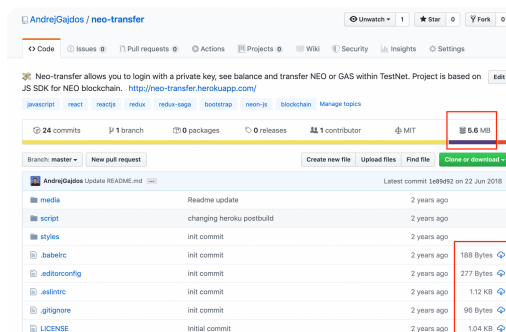 AndrejGajdos / neo-transfer
Unwatch 1 Star 0 Fork 0
Code Issues 0 Pull requests 0 Actions Projects 0 Wiki Security Insights Settings
Neo-transfer allows you to login with a private key, see balance and transfer NEO or GAS within TestNet. Project is based on Edit
JS SDK for NEO blockchain. http://neo-transfer.herokuapp.com/
javascript react reactjs redux redux-saga bootstrap neon-js blockchain Manage topics
24 commits 1 branch 0 packages 0 releases 1 contributor MIT 5.6 MB
Branch: master New pull request Create new file Upload files Find file Clone or download
AndrejGajdos Update README.md Latest commit 1e89d92 on 22 Jun 2018
media Readme update 2 years ago
script changing heroku postbuild 2 years ago
styles init commit 2 years ago
.babelrc init commit 2 years ago 188 Bytes
.editorconfig init commit 2 years ago 277 Bytes
.eslintrc init commit 2 years ago 1.12 KB
.gitignore init commit 2 years ago 96 Bytes
LICENSE Initial commit 2 years ago 1.04 KB